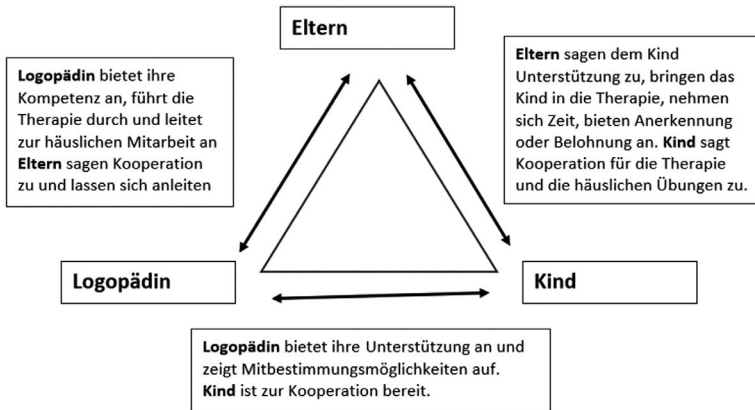 Eltern
Logopädin bietet ihre
Kompetenz an, führt die
Therapie durch und leitet
zur häuslichen Mitarbeit an
Eltern sagen Kooperation
zu und lassen sich anleiten
Eltern sagen dem Kind
Unterstützung zu, bringen das
Kind in die Therapie, nehmen
sich Zeit, bieten Anerkennung
oder Belohnung an. Kind sagt
Kooperation für die Therapie
und die häuslichen Übungen zu.
Logopädin
Kind
Logopädin bietet ihre Unterstützung an und
zeigt Mitbestimmungsmöglichkeiten auf.
Kind ist zur Kooperation bereit.